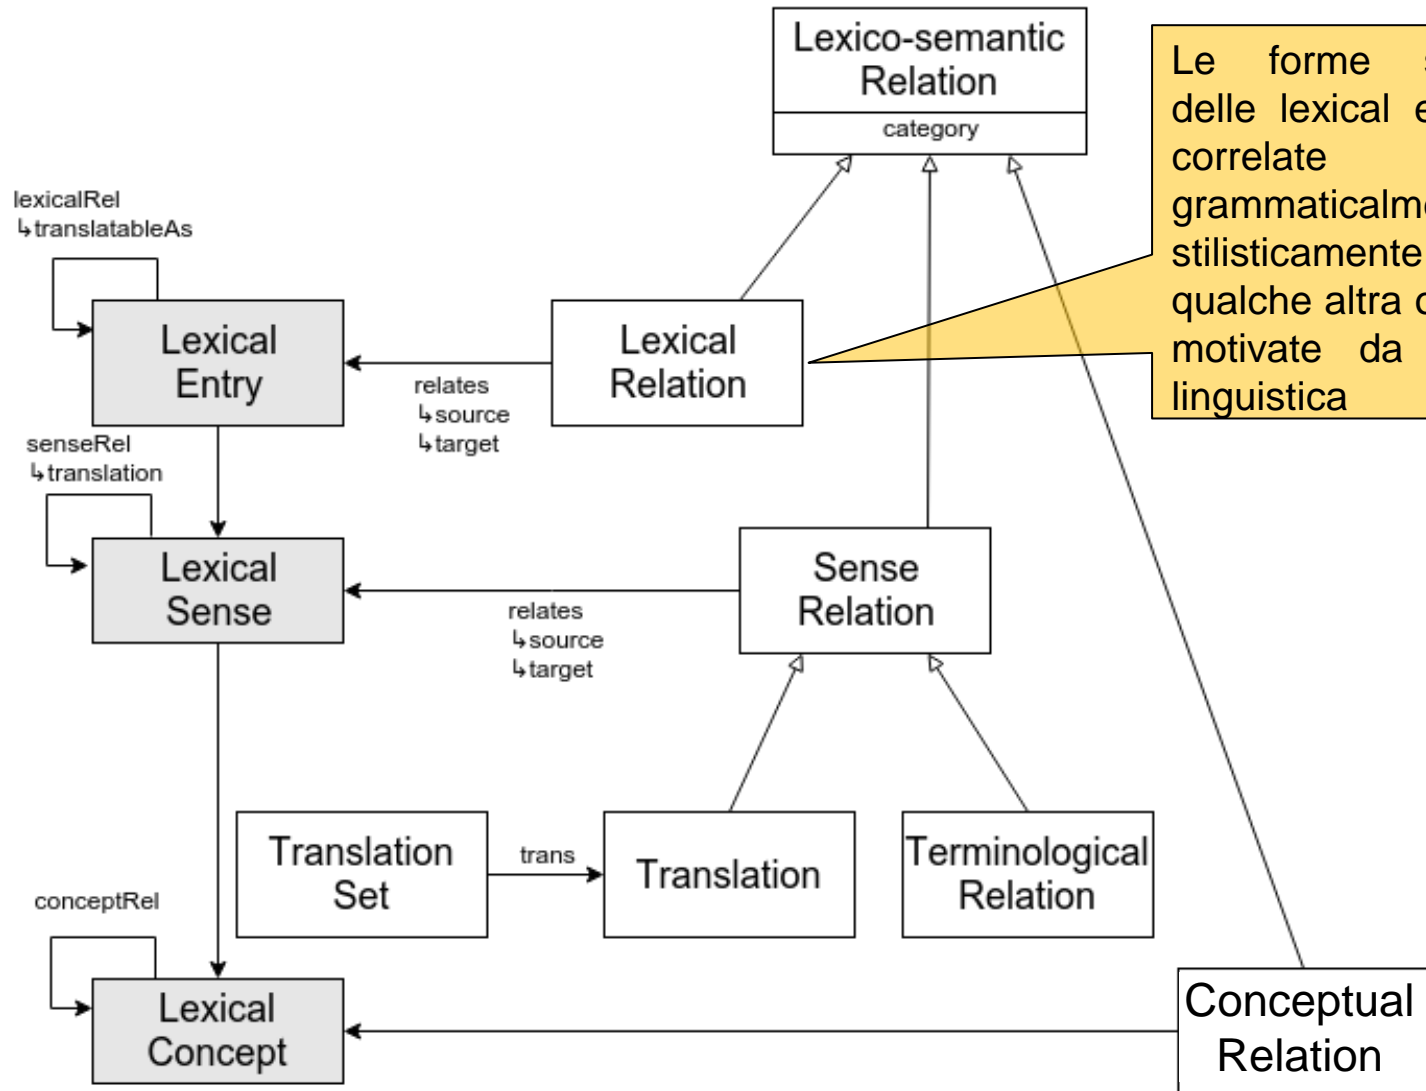 Lexico-semantic
Relation
category
Le forme
delle lexical
correlate
stilisticamente
qualche altra
motivate da
linguistica
lexicalRel
↳translatableAs
Lexical
Entry
relates
↳source
↳target
Lexical
Relation
senseRel
↳translation
Lexical
Sense
relates
↳source
↳target
Sense
Relation
Translation
Set
trans
Translation
Terminological
Relation
conceptRel
Lexical
Concept
Conceptual
Relation